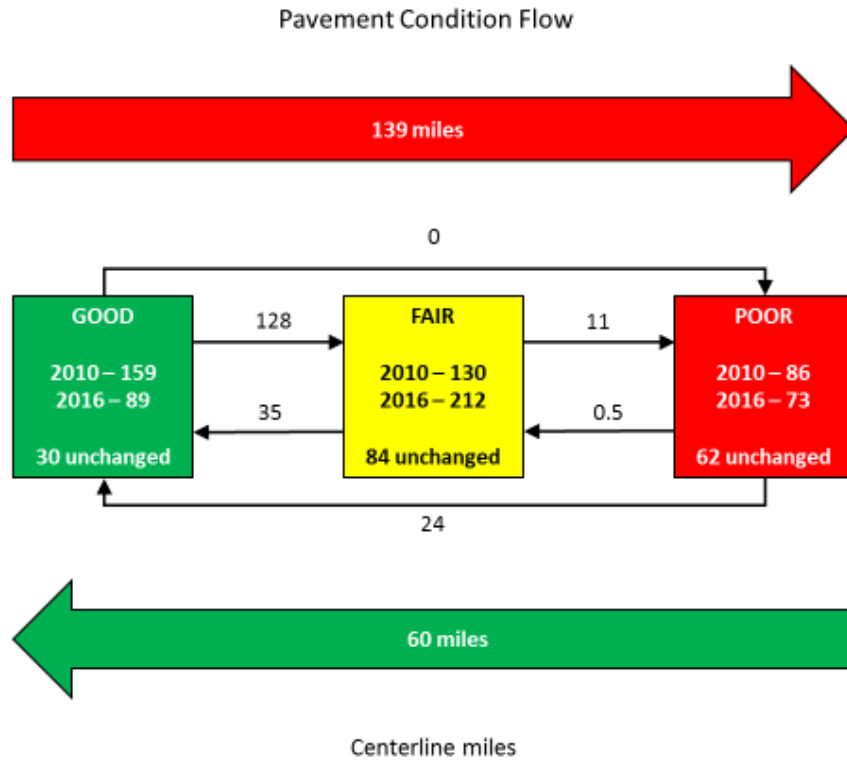 Pavement Condition Flow
139 miles
0
GOOD
2010 – 159
2016 – 89
30 unchanged
128
35
FAIR
2010 – 130
2016 – 212
84 unchanged
11
0.5
POOR
2010 – 86
2016 – 73
62 unchanged
24
60 miles
Centerline miles